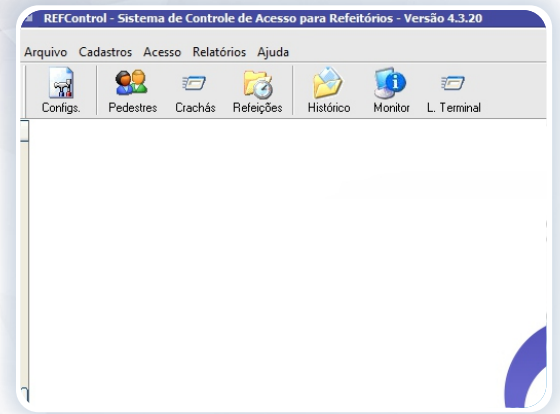 REFControl - Sistema de Controle de Acesso para Refeitórios - Versão 4.3.20
Arquivo Cadastros Acesso Relatórios Ajuda
Configs. Pedestres Crachás Refeições Histórico Monitor L. Terminal